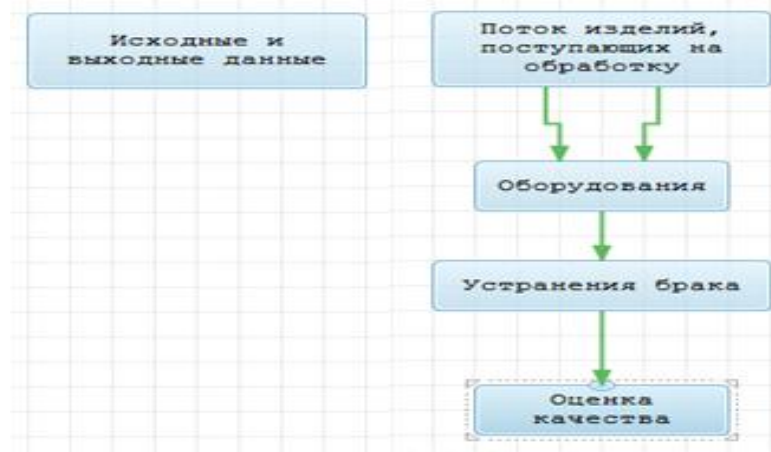 Исходные и
выходные данные
Поток изделий,
поступающих на
обработку
Оборудования
Устранения брака
Оценка
качества